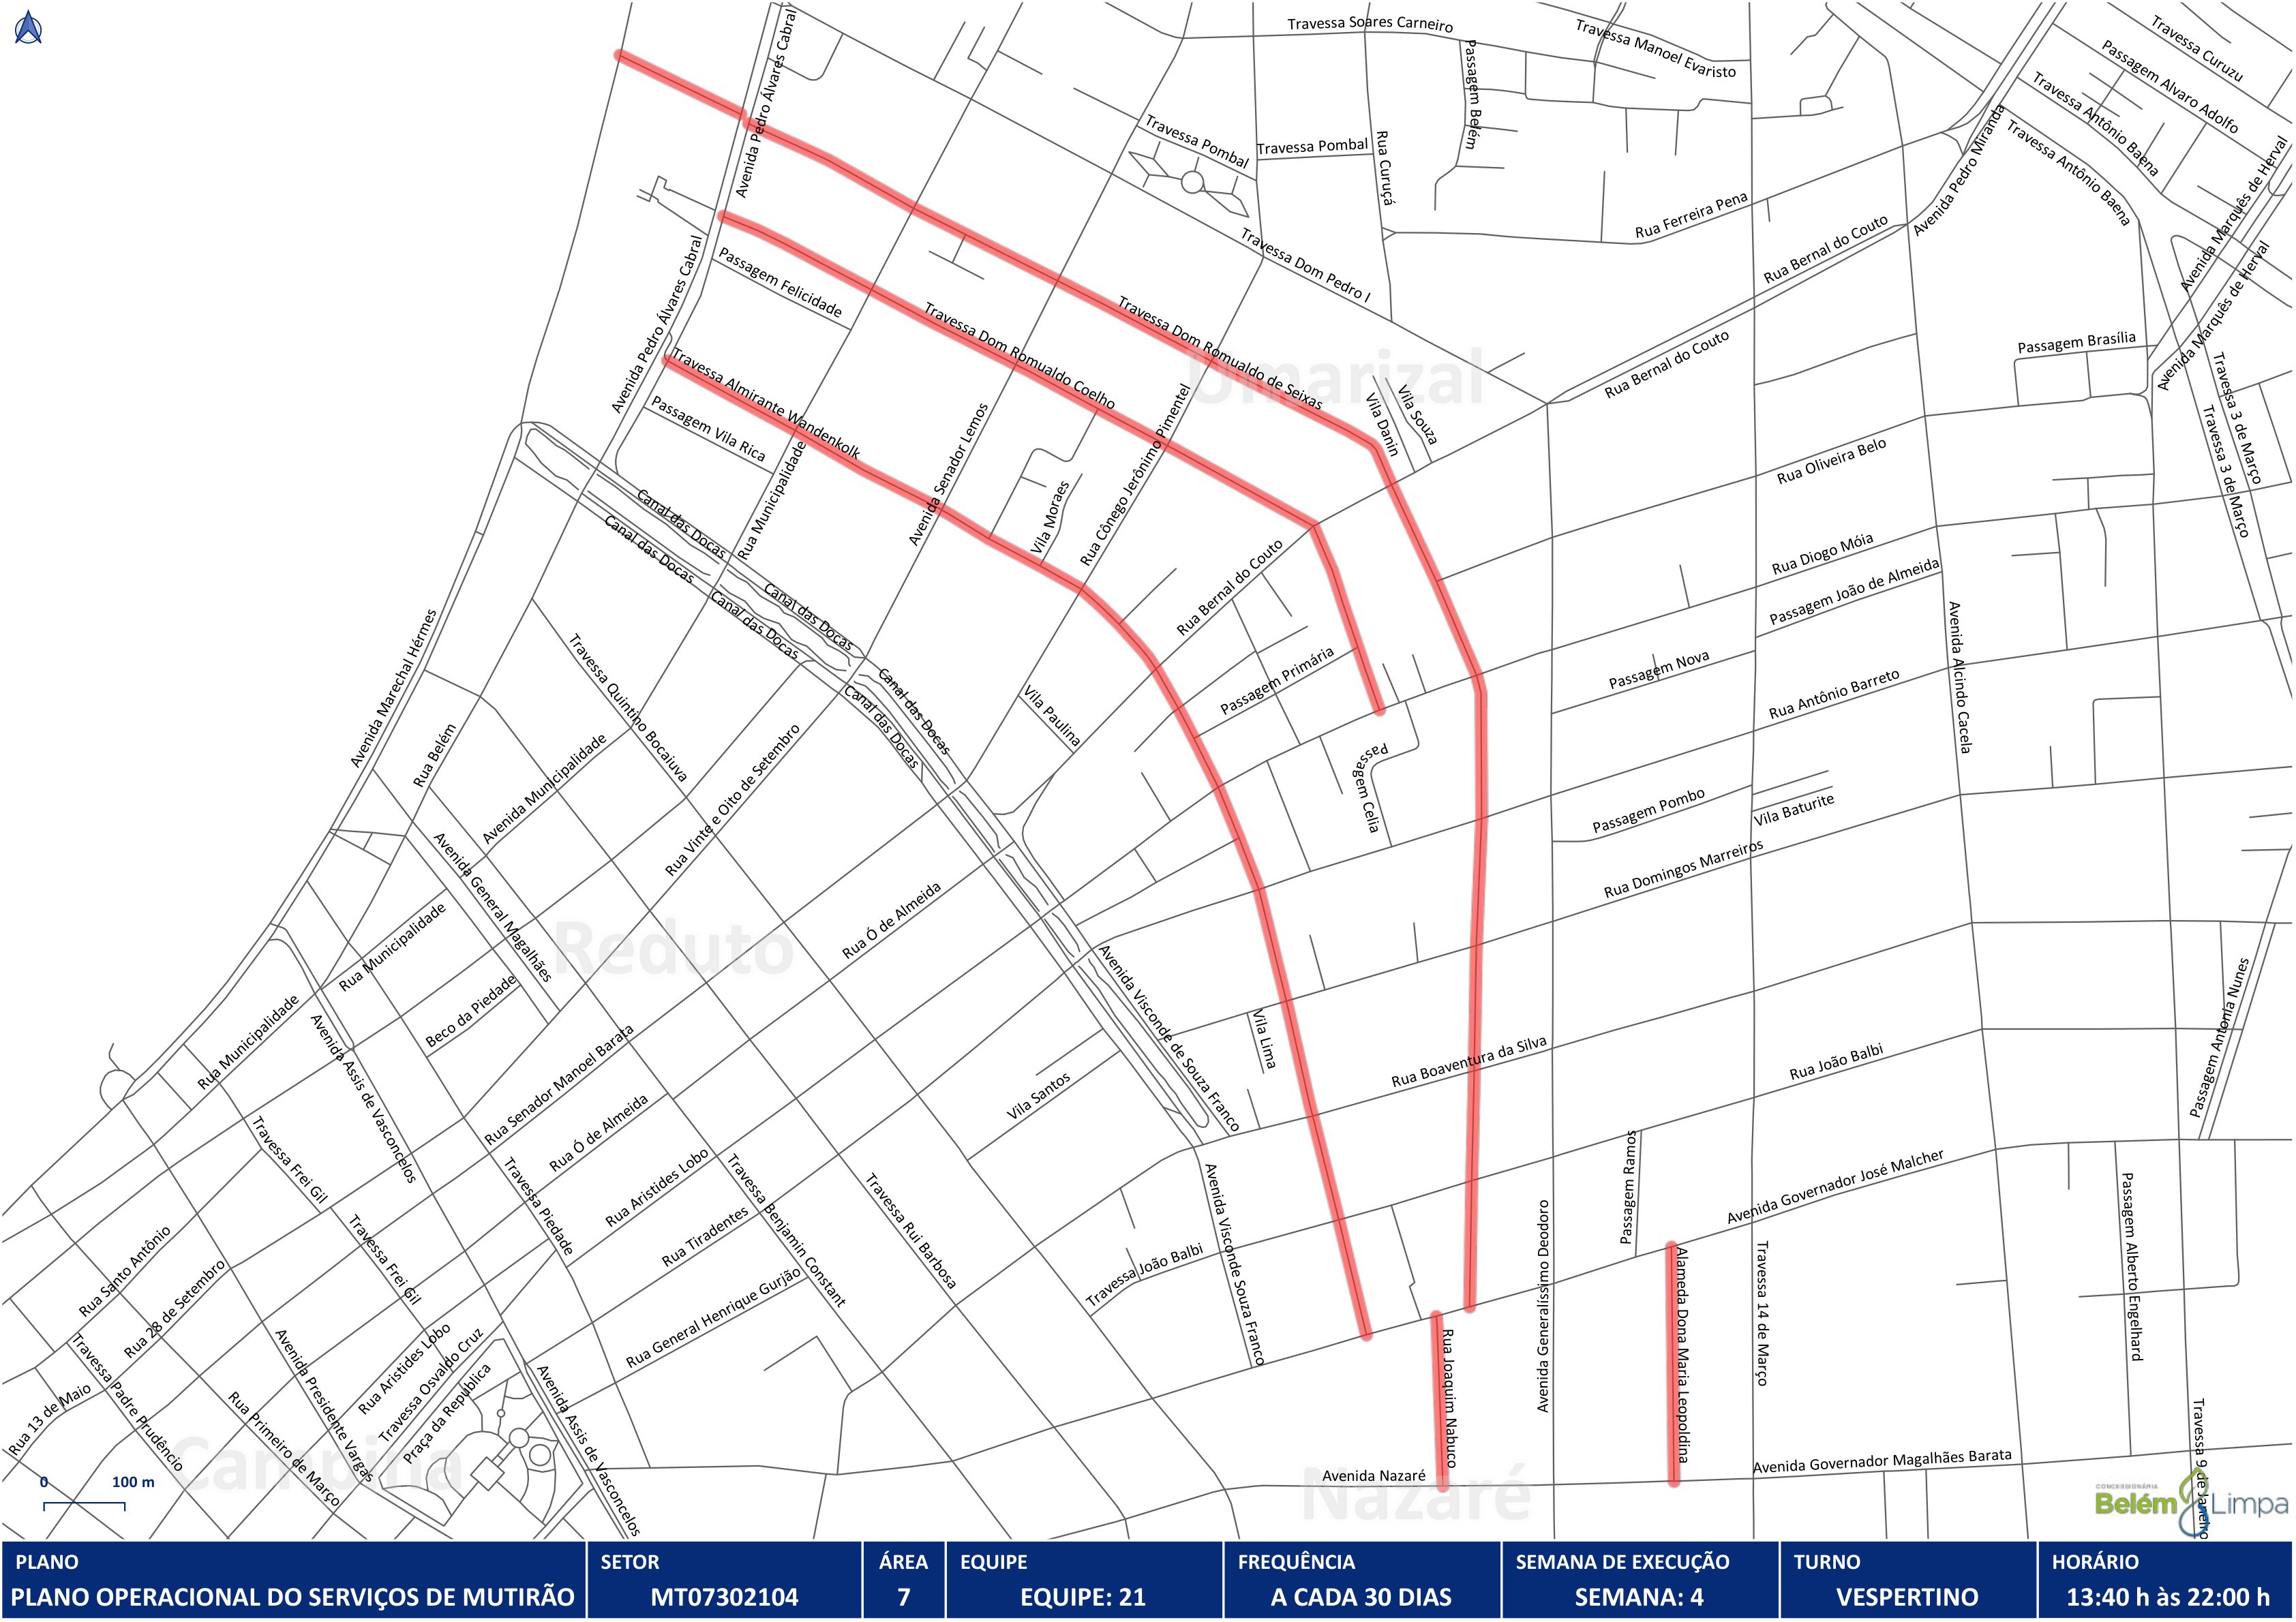 Travessa Soares Carneiro
Travessa Manoel Evaristo
Travessa Curuzu
Passagem Alvaro Adolfo
Travessa Antônio Baena
Travessa Antônio Baena
Avenida Pedro Álvares Cabral
Passagem Belém
Travessa Pombal
Travessa Pombal
Rua Curuçá
Avenida Pedro Miranda
Avenida Marquês de Herval
Avenida Marquês de Herval
Avenida Marquês de Herval
Rua Ferreira Pena
Rua Bernal do Couto
Rua Bernal do Couto
Travessa Dom Pedro I
Avenida Pedro Álvares Cabral
Passagem Felicidade
Travessa Dom Romualdo Coelho
Travessa Dom Romualdo de Seixas
Umarizal
Passagem Brasília
Travessa 3 de Março
Travessa 3 de Março
Travessa Almirante Wandenkolk
Passagem Vila Rica
Vila Danin
Vila Souza
Rua Municipalidade
Avenida Senador Lemos
Rua Cônego Jerônimo Pimentel
Vila Moraes
Rua Oliveira Belo
Canal das Docas
Canal das Docas
Canal das Docas
Canal das Docas
Canal das Docas
Canal das Docas
Rua Bernal do Couto
Rua Diogo Móia
Passagem João de Almeida
Avenida Alcindo Cacela
Avenida Marechal Hérmes
Travessa Quintino Bocaiuva
Passagem Primária
Passagem Nova
Rua Antônio Barreto
Vila Paulina
Rua Belém
Avenida Municipalidade
Rua Vinte e Oito de Setembro
Passagem Celia
Passagem Pombo
Vila Baturite
Rua Domingos Marreiros
Avenida General Magalhães
Rua Ó de Almeida
Reduto
Rua Municipalidade
Rua Municipalidade
Beco da Piedade
Avenida Visconde de Souza Franco
Passagem Antonia Nunes
Vila Lima
Rua Boaventura da Silva
Rua João Balbi
Avenida Assis de Vasconcelos
Rua Senador Manoel Barata
Rua Ó de Almeida
Vila Santos
Travessa Frei Gil
Travessa Frei Gil
Travessa Piedade
Rua Aristides Lobo
Rua Tiradentes
Travessa Benjamin Constant
Travessa Rui Barbosa
Travessa João Balbi
Avenida Visconde Souza Franco
Passagem Ramos
Avenida Governador José Malcher
Avenida Generalíssimo Deodoro
Alameda Dona Maria Leopoldina
Travessa 14 de Março
Passagem Alberto Engelhard
Rua Santo Antônio
Rua 28 de Setembro
Rua General Henrique Gurjão
Rua Joaquim Nabuco
Travessa Padre Prudêncio
Rua 13 de Maio
Avenida Presidente Vargas
Rua Aristides Lobo
Travessa Osvaldo Cruz
Praça da Republica
Avenida Assis de Vasconcelos
Rua Primeiro de Março
Campina
Avenida Nazaré
Nazaré
Avenida Governador Magalhães Barata
Travessa 9 de Janeiro
0 100 m
CONCESSIONÁRIA
Belém Limpa
PLANO
PLANO OPERACIONAL DO SERVIÇOS DE MUTIRÃO
SETOR
MT07302104
ÁREA
7
EQUIPE
EQUIPE: 21
FREQUÊNCIA
A CADA 30 DIAS
SEMANA DE EXECUÇÃO
SEMANA: 4
TURNO
VESPERTINO
HORÁRIO
13:40 h às 22:00 h